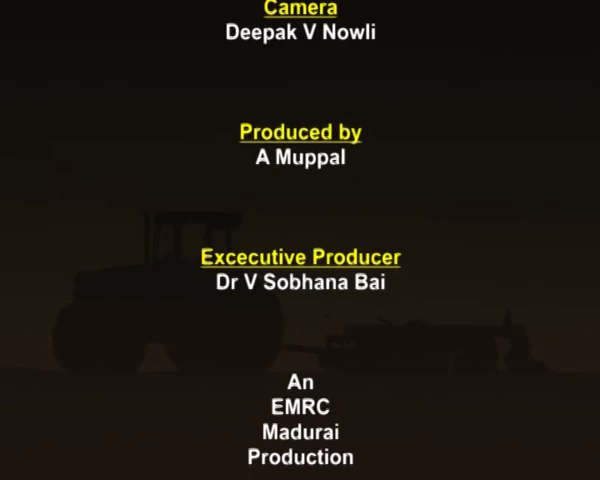 Camera
Deepak V Nowli
Produced by
A Muppal
Excecutive Producer
Dr V Sobhana Bai
An
EMRC
Madurai
Production